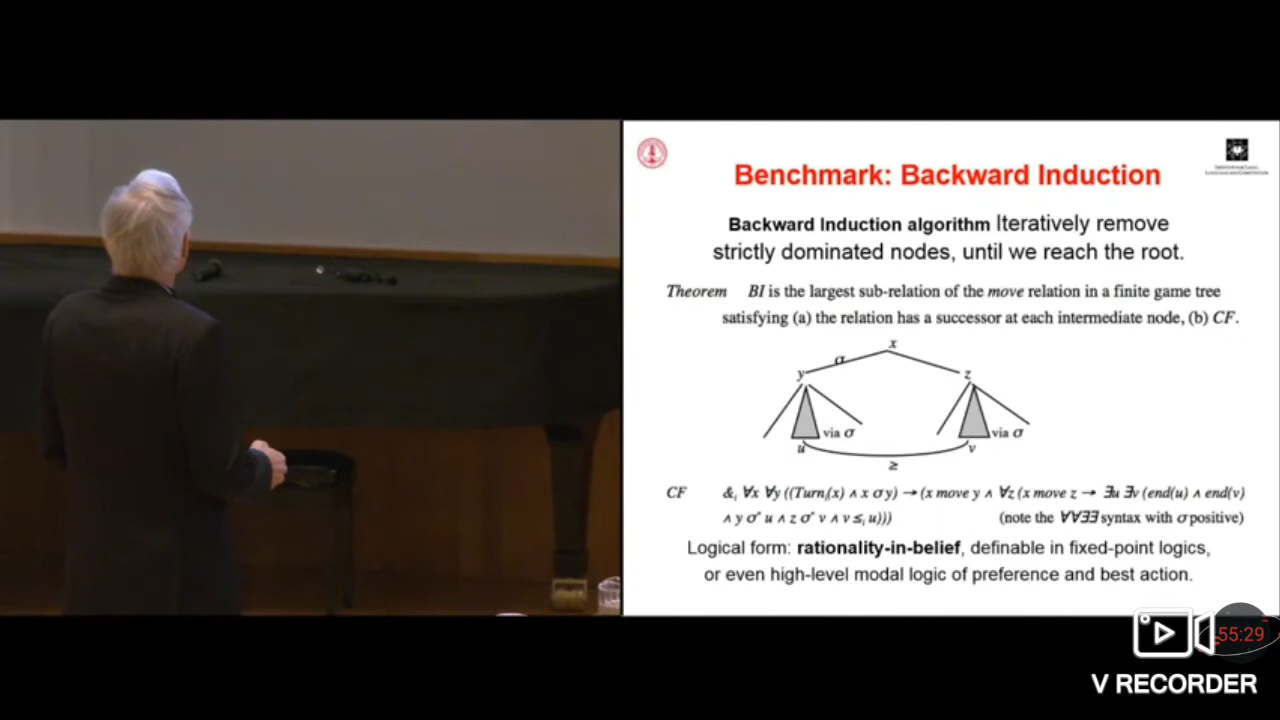 Benchmark: Backward Induction
Backward Induction algorithm Iteratively remove
strictly dominated nodes, until we reach the root.
Theorem BI is the largest sub-relation of the move relation in a finite game tree
satisfying (a) the relation has a successor at each intermediate node, (b) CF.
x
σ
y z
via σ via σ
u v
≥
CF &ᵢ ∀x ∀y ((Turnᵢ(x) ∧ x σ y) → (x move y ∧ ∀z (x move z → ∃u ∃v (end(u) ∧ end(v)
∧ y σ* u ∧ z σ* v ∧ v ≤ᵢ u))) (note the ∀∀∃∃ syntax with σ positive)
Logical form: rationality-in-belief, definable in fixed-point logics,
or even high-level modal logic of preference and best action.
55:29
V RECORDER